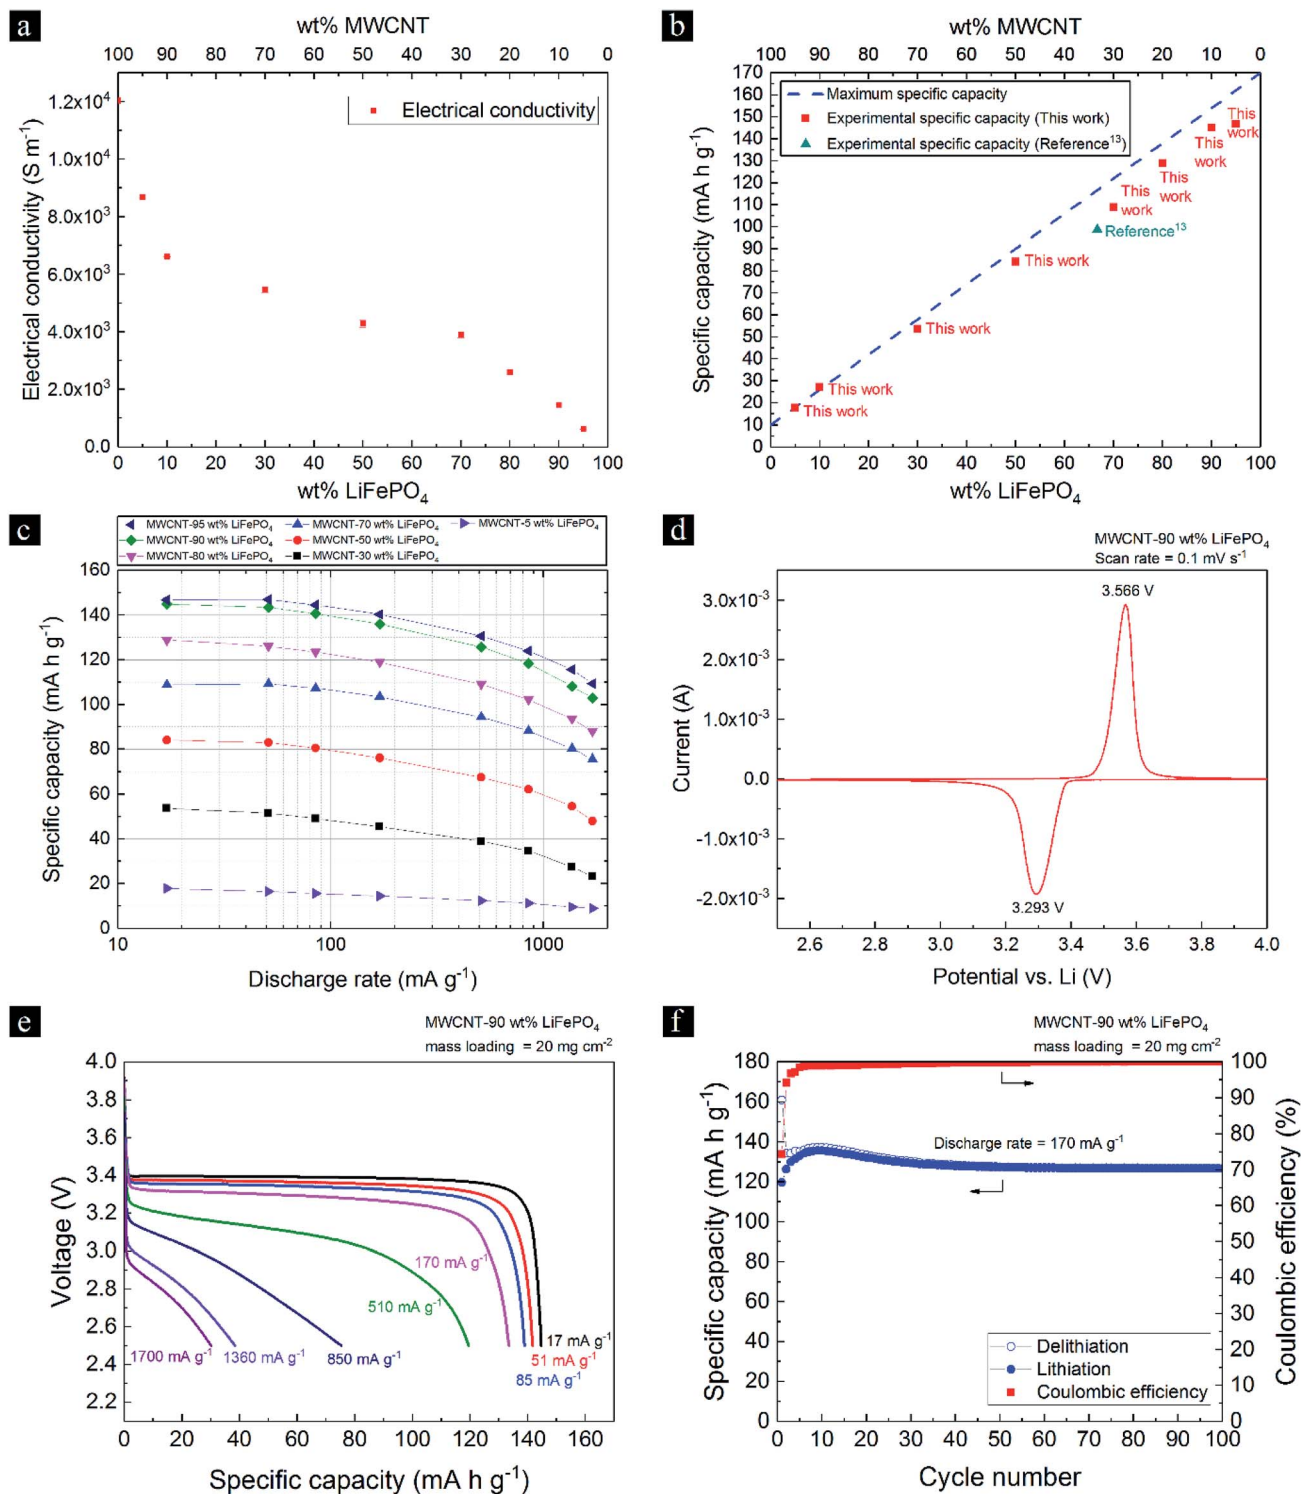 a
wt% MWCNT
100 90 80 70 60 50 40 30 20 10 0
Electrical conductivity
1.2x10⁴
1.0x10⁴
8.0x10³
6.0x10³
4.0x10³
2.0x10³
0.0
Electrical conductivity (S m⁻¹)
0 10 20 30 40 50 60 70 80 90 100
wt% LiFePO₄
b
wt% MWCNT
100 90 80 70 60 50 40 30 20 10 0
Maximum specific capacity
Experimental specific capacity (This work)
Experimental specific capacity (Reference¹³)
170
160
150
140
130
120
110
100
90
80
70
60
50
40
30
20
10
0
Specific capacity (mA h g⁻¹)
This work
This work
This work
This work
Reference¹³
This work
This work
This work
This work
0 10 20 30 40 50 60 70 80 90 100
wt% LiFePO₄
c
MWCNT-95 wt% LiFePO₄ MWCNT-70 wt% LiFePO₄ MWCNT-5 wt% LiFePO₄
MWCNT-90 wt% LiFePO₄ MWCNT-50 wt% LiFePO₄
MWCNT-80 wt% LiFePO₄ MWCNT-30 wt% LiFePO₄
160
140
120
100
80
60
40
20
0
Specific capacity (mA h g⁻¹)
10 100 1000
Discharge rate (mA g⁻¹)
d
MWCNT-90 wt% LiFePO₄
Scan rate = 0.1 mV s⁻¹
3.566 V
3.0x10⁻³
2.0x10⁻³
1.0x10⁻³
0.0
-1.0x10⁻³
-2.0x10⁻³
Current (A)
3.293 V
2.6 2.8 3.0 3.2 3.4 3.6 3.8 4.0
Potential vs. Li (V)
e
MWCNT-90 wt% LiFePO₄
mass loading = 20 mg cm⁻²
4.0
3.8
3.6
3.4
3.2
3.0
2.8
2.6
2.4
2.2
Voltage (V)
170 mA g⁻¹
510 mA g⁻¹
17 mA g⁻¹
1700 mA g⁻¹ 1360 mA g⁻¹ 850 mA g⁻¹ 51 mA g⁻¹
85 mA g⁻¹
0 20 40 60 80 100 120 140 160
Specific capacity (mA h g⁻¹)
f
MWCNT-90 wt% LiFePO₄
mass loading = 20 mg cm⁻²
180
170
160
150
140
130
120
110
100
90
80
70
60
50
40
30
20
10
0
Specific capacity (mA h g⁻¹)
Discharge rate = 170 mA g⁻¹
Delithiation
Lithiation
Coulombic efficiency
100
90
80
70
60
50
40
30
20
10
0
Coulombic efficiency (%)
0 10 20 30 40 50 60 70 80 90 100
Cycle number